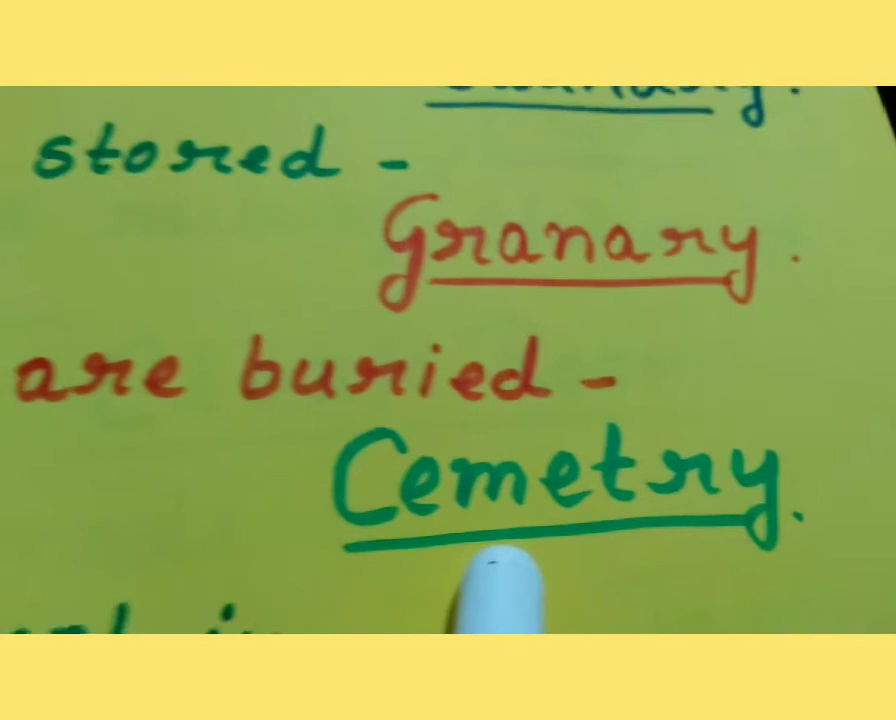 stored -
Granary.
are buried -
Cemetry.